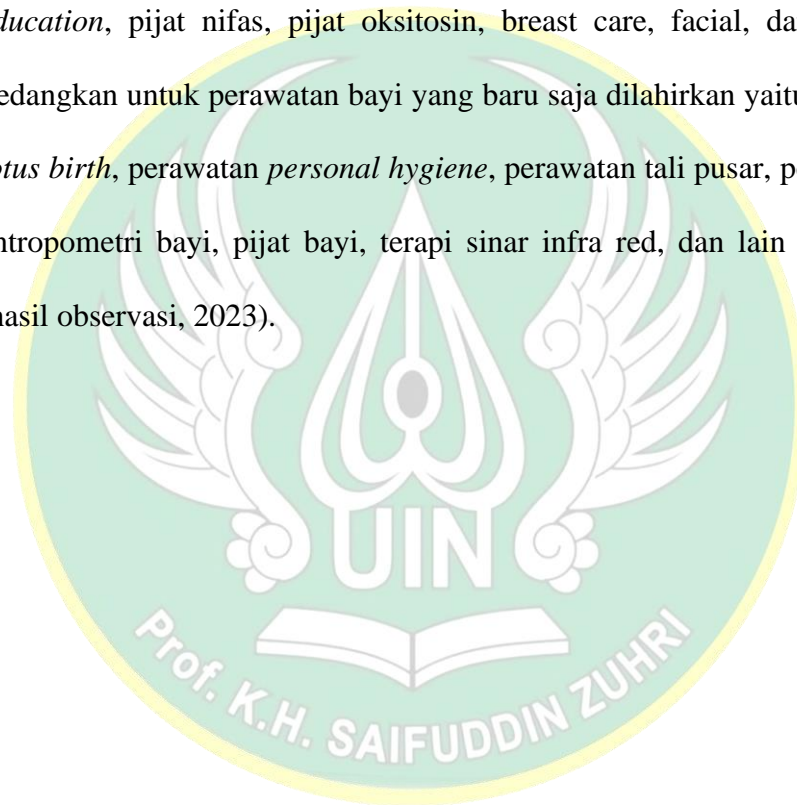 ducation, pijat nifas, pijat oksitosin, breast care, facial, da
edangkan untuk perawatan bayi yang baru saja dilahirkan yaitu
otus birth, perawatan personal hygiene, perawatan tali pusar, pe
ntropometri bayi, pijat bayi, terapi sinar infra red, dan lain
hasil observasi, 2023).
UIN
Prof. K.H. SAIFUDDIN ZUHRI